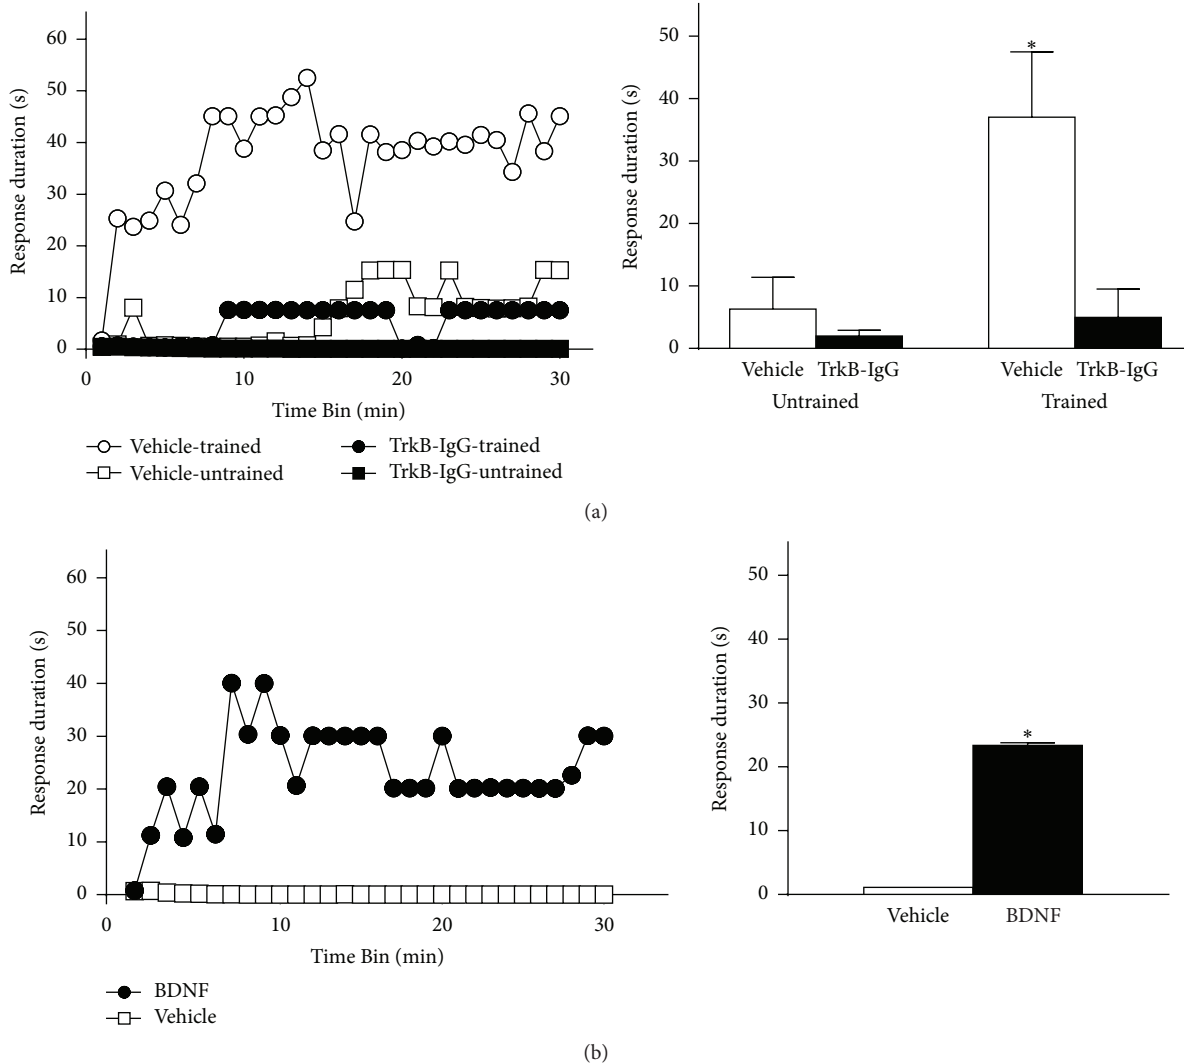 60
50
40
30
20
10
0
Response duration (s)
0 10 20 30
Time Bin (min)
Vehicle-trained
Vehicle-untrained
TrkB-IgG-trained
TrkB-IgG-untrained
50
40
30
20
10
0
Response duration (s)
*
Vehicle TrkB-IgG Vehicle TrkB-IgG
Untrained Trained
(a)
60
50
40
30
20
10
0
Response duration (s)
0 10 20 30
Time Bin (min)
BDNF
Vehicle
50
40
30
20
10
0
Response duration (s)
*
Vehicle BDNF
(b)